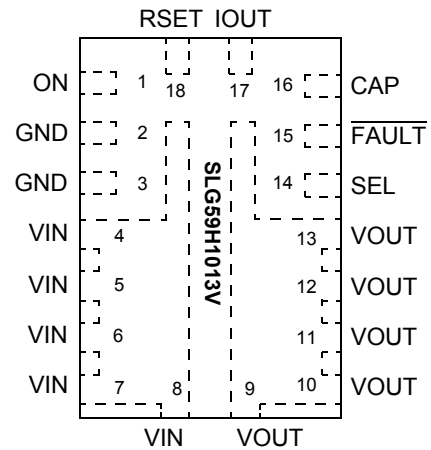 RSET IOUT
ON 1 18 17 16 CAP
GND 2 15 FAULT
GND 3 14 SEL
SLG59H1013V
VIN 4 13 VOUT
VIN 5 12 VOUT
VIN 6 11 VOUT
VIN 7 8 9 10 VOUT
VIN VOUT